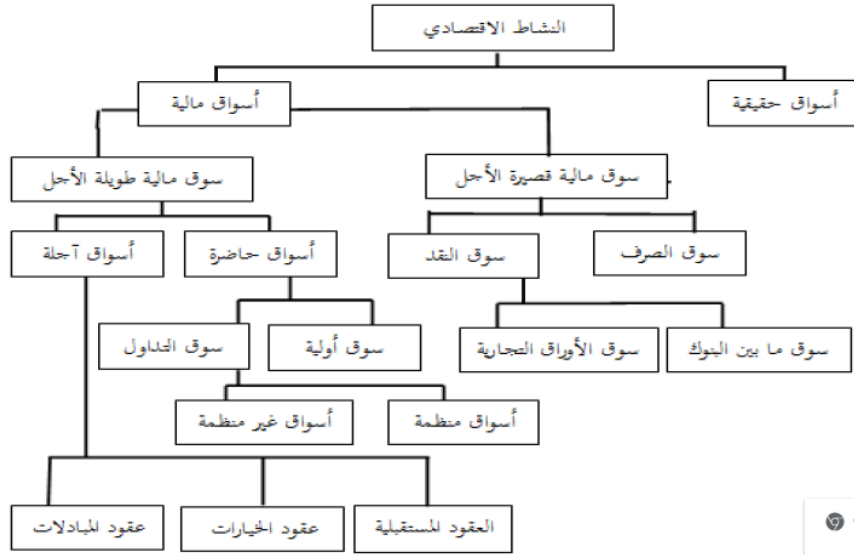 النشاط الاقتصادي
أسواق حقيقية
أسواق مالية
سوق مالية قصيرة الأجل
سوق مالية طويلة الأجل
سوق الصرف
سوق النقد
أسواق حاضرة
أسواق آجلة
سوق ما بين البنوك
سوق الأوراق التجارية
سوق أولية
سوق التداول
أسواق منظمة
أسواق غير منظمة
العقود المستقبلية
عقود الخيارات
عقود المبادلات